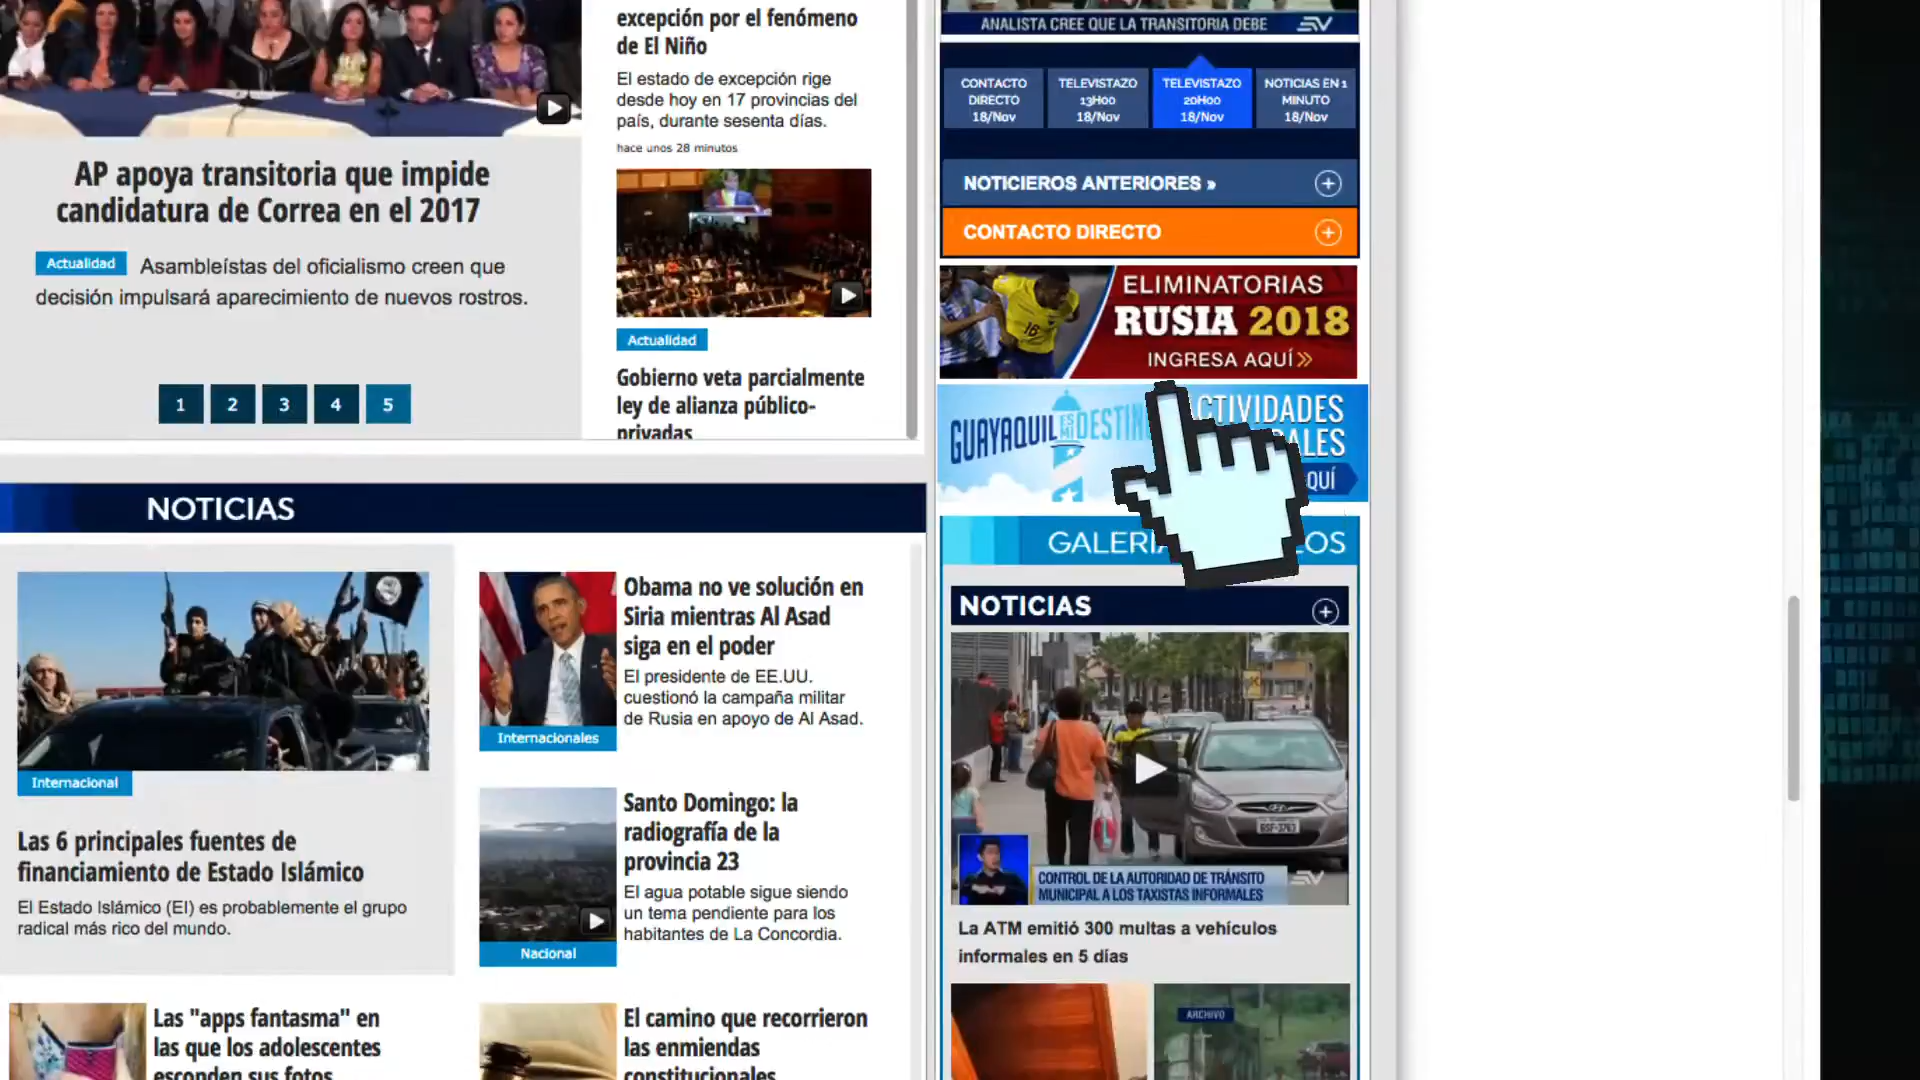 AP apoya transitoria que impide
candidatura de Correa en el 2017
Actualidad
Asambleístas del oficialismo creen que
decisión impulsará aparecimiento de nuevos rostros.
1
2
3
4
5
excepción por el fenómeno
de El Niño
El estado de excepción rige
desde hoy en 17 provincias del
país, durante sesenta días.
hace unos 28 minutos
Actualidad
Gobierno veta parcialmente
ley de alianza público-
privadas
ANALISTA CREE QUE LA TRANSITORIA DEBE
CONTACTO
DIRECTO
18/Nov
TELEVISTAZO
13H00
18/Nov
TELEVISTAZO
20H00
18/Nov
NOTICIAS EN 1
MINUTO
18/Nov
NOTICIEROS ANTERIORES »
CONTACTO DIRECTO
ELIMINATORIAS
RUSIA 2018
16
INGRESA AQUÍ
GUAYAQUIL ES MI DESTIN
NOTICIAS
Internacional
Las 6 principales fuentes de
financiamiento de Estado Islámico
El Estado Islámico (EI) es probablemente el grupo
radical más rico del mundo.
Las "apps fantasma" en
las que los adolescentes
esconden sus fotos
Internacionales
Obama no ve solución en
Siria mientras Al Asad
siga en el poder
El presidente de EE.UU.
cuestionó la campaña militar
de Rusia en apoyo de Al Asad.
Nacional
Santo Domingo: la
radiografía de la
provincia 23
El agua potable sigue siendo
un tema pendiente para los
habitantes de La Concordia.
El camino que recorrieron
las enmiendas
constitucionales
NOTICIAS
CONTROL DE LA AUTORIDAD DE TRÁNSITO
MUNICIPAL A LOS TAXISTAS INFORMALES
La ATM emitió 300 multas a vehículos
informales en 5 días
ARCHIVO